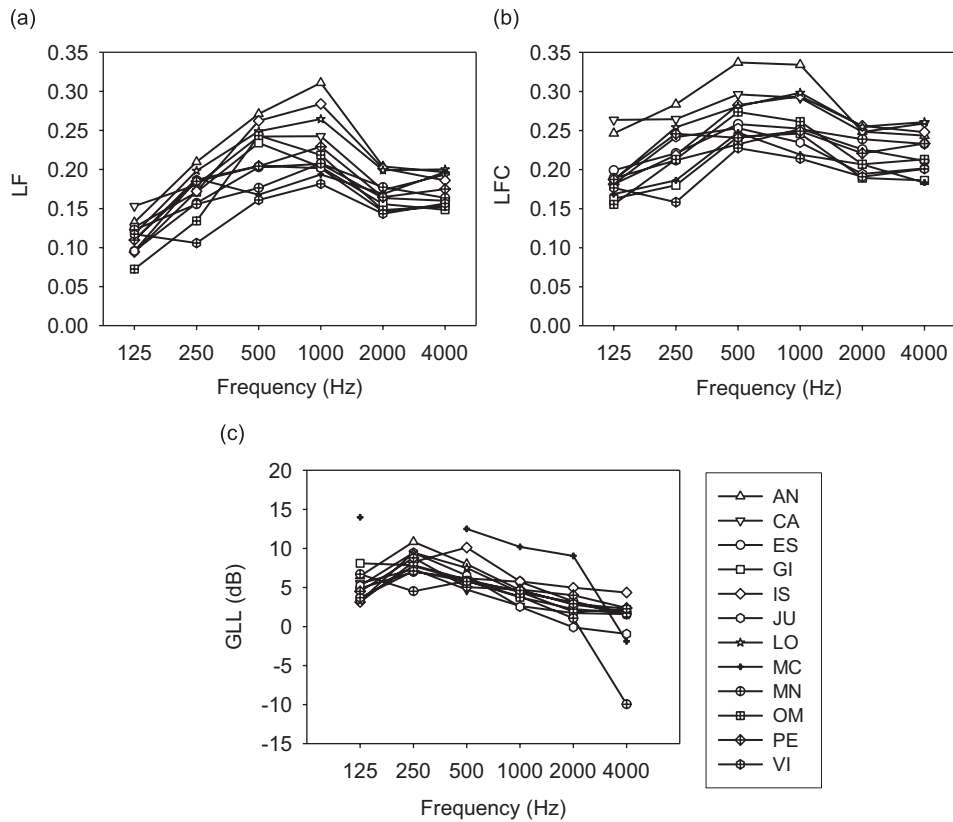 (a)
LF
0.35
0.30
0.25
0.20
0.15
0.10
0.05
0.00
125 250 500 1000 2000 4000
Frequency (Hz)
(b)
LFC
0.35
0.30
0.25
0.20
0.15
0.10
0.05
0.00
125 250 500 1000 2000 4000
Frequency (Hz)
(c)
GLL (dB)
20
15
10
5
0
-5
-10
-15
125 250 500 1000 2000 4000
Frequency (Hz)
AN
CA
ES
GI
IS
JU
LO
MC
MN
OM
PE
VI